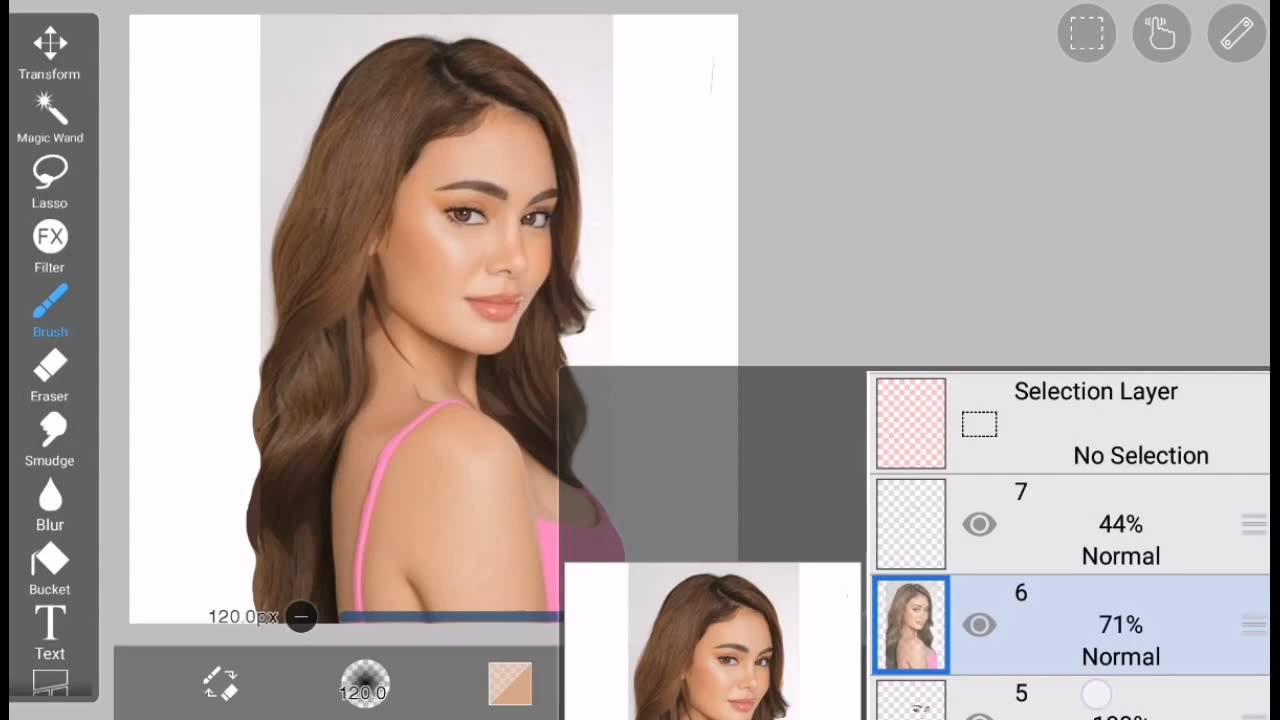 Transform
Magic Wand
Lasso
FX
Filter
Brush
Eraser
Smudge
Blur
Bucket
T
Text
120.0px
120.0
Selection Layer
No Selection
7
44%
Normal
6
71%
Normal
5